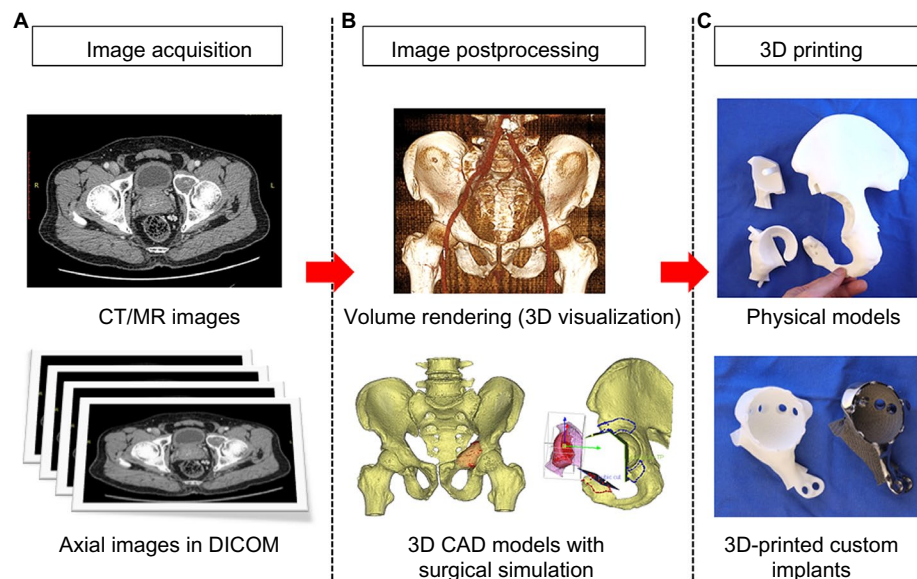 A
Image acquisition
CT/MR images
Axial images in DICOM
B
Image postprocessing
Volume rendering (3D visualization)
3D CAD models with
surgical simulation
C
3D printing
Physical models
3D-printed custom
implants
R
L